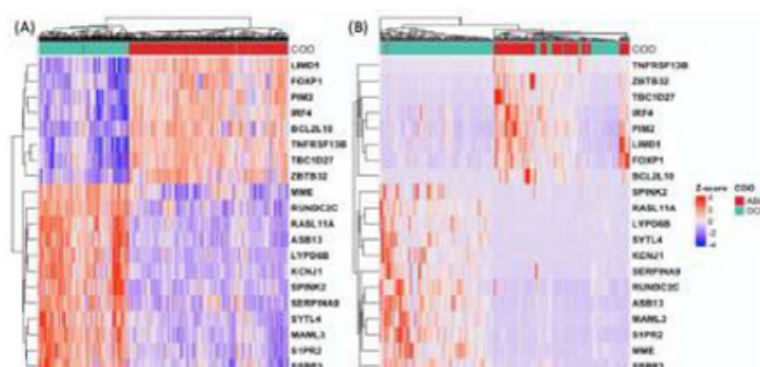 (A)
COO
LIMD1
FOXP1
PIM2
IRF4
BCL2L10
TNFRSF13B
TBC1D27
ZBTB32
MME
RUNDC2C
RASL11A
ASB13
LYPD6B
KCNJ1
SPINK2
SERPINA9
SYTL4
MAML3
S1PR2
(B)
COO
TNFRSF13B
ZBTB32
TBC1D27
IRF4
PIM2
LIMD1
FOXP1
BCL2L10
SPINK2
RASL11A
LYPD6B
SYTL4
KCNJ1
SERPINA9
RUNDC2C
ASB13
MAML3
S1PR2
MME
Z-score COO